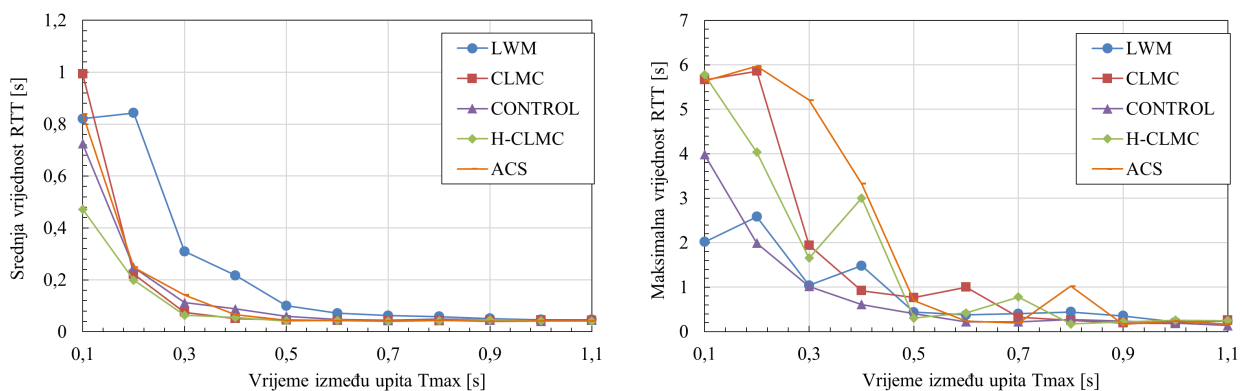 Srednja vrijednost RTT [s]
1,2
1
0,8
0,6
0,4
0,2
0
0,1
0,3
0,5
0,7
0,9
1,1
Vrijeme između upita Tmax [s]
LWM
CLMC
CONTROL
H-CLMC
ACS
Maksimalna vrijednost RTT [s]
7
6
5
4
3
2
1
0
0,1
0,3
0,5
0,7
0,9
1,1
Vrijeme između upita Tmax [s]
LWM
CLMC
CONTROL
H-CLMC
ACS